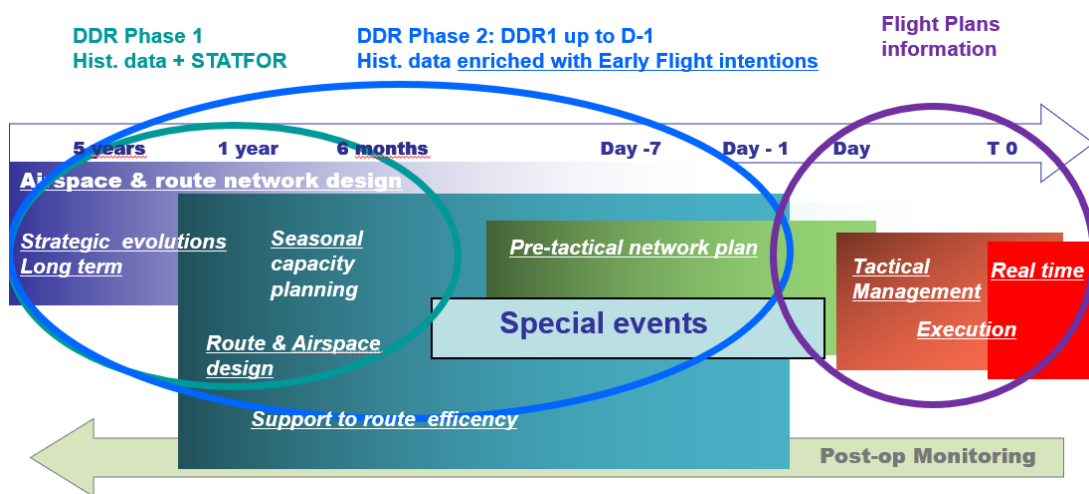 DDR Phase 1
Hist. data + STATFOR
DDR Phase 2: DDR1 up to D-1
Hist. data enriched with Early Flight intentions
Flight Plans
information
5 years 1 year 6 months Day -7 Day - 1 Day T 0
Airspace & route network design
Strategic evolutions
Long term
Seasonal
capacity
planning
Pre-tactical network plan
Tactical
Management
Real time
Execution
Special events
Route & Airspace
design
Support to route efficency
Post-op Monitoring